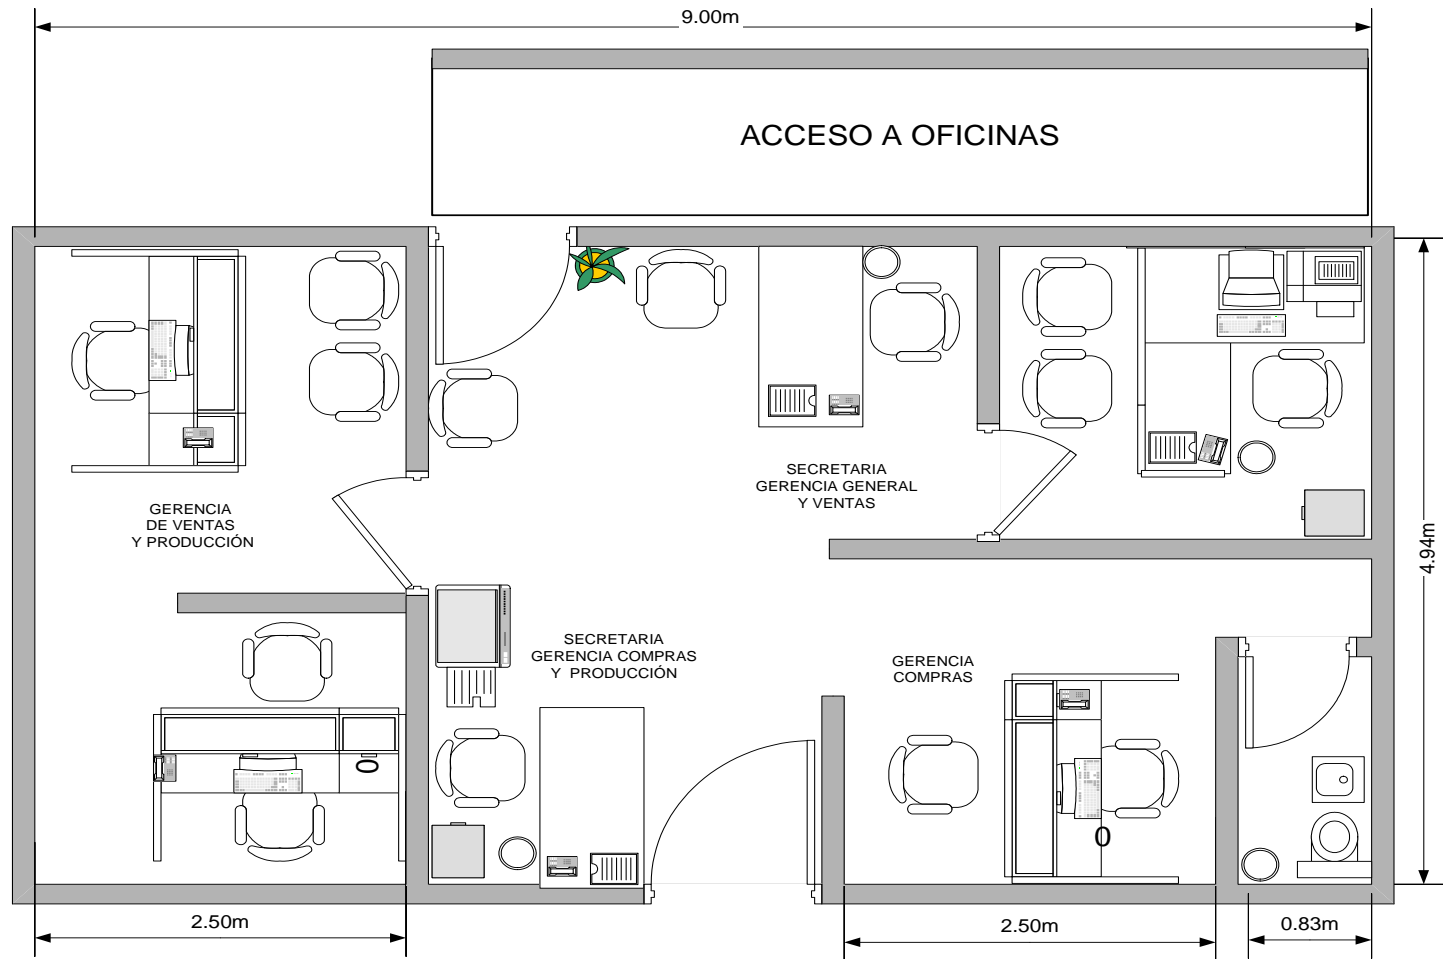 9.00m
ACCESO A OFICINAS
SECRETARIA
GERENCIA GENERAL
Y VENTAS
GERENCIA
DE VENTAS
Y PRODUCCIÓN
4.94m
SECRETARIA
GERENCIA COMPRAS
Y PRODUCCIÓN
GERENCIA
COMPRAS
0
0
2.50m
2.50m
0.83m